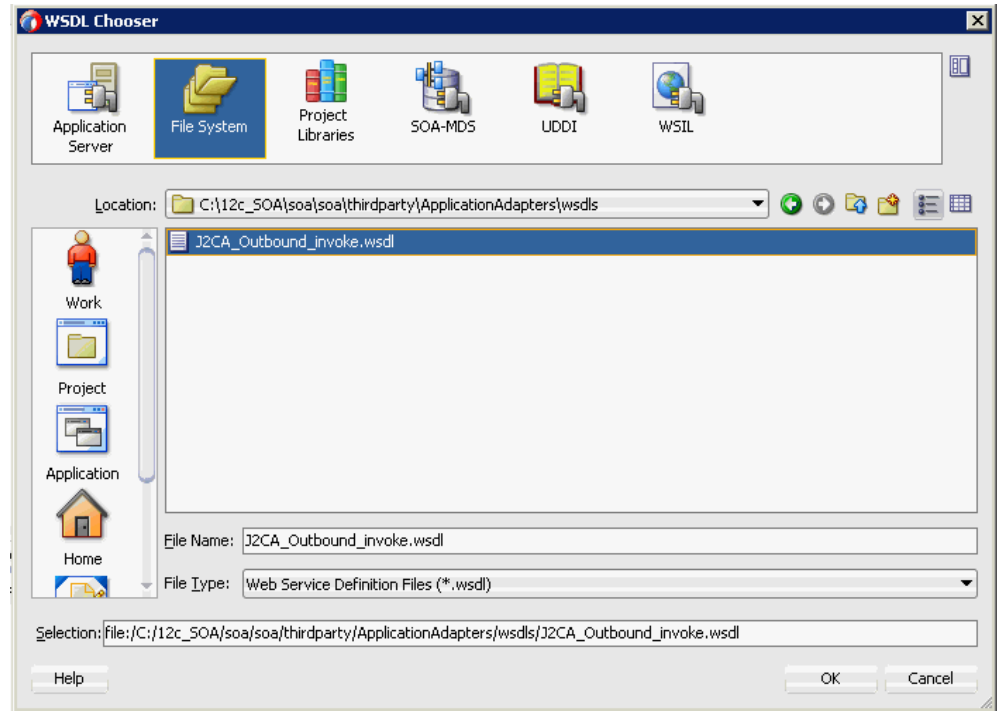 WSDL Chooser
Application
Server
File System
Project
Libraries
SOA-MDS
UDDI
WSIL
Location: C:\12c_SOA\soa\soa\thirdparty\ApplicationAdapters\wsdls
J2CA_Outbound_invoke.wsdl
Work
Project
Application
Home
File Name: J2CA_Outbound_invoke.wsdl
File Type: Web Service Definition Files (*.wsdl)
Selection: file:/C:/12c_SOA/soa/soa/thirdparty/ApplicationAdapters/wsdls/J2CA_Outbound_invoke.wsdl
Help
OK
Cancel